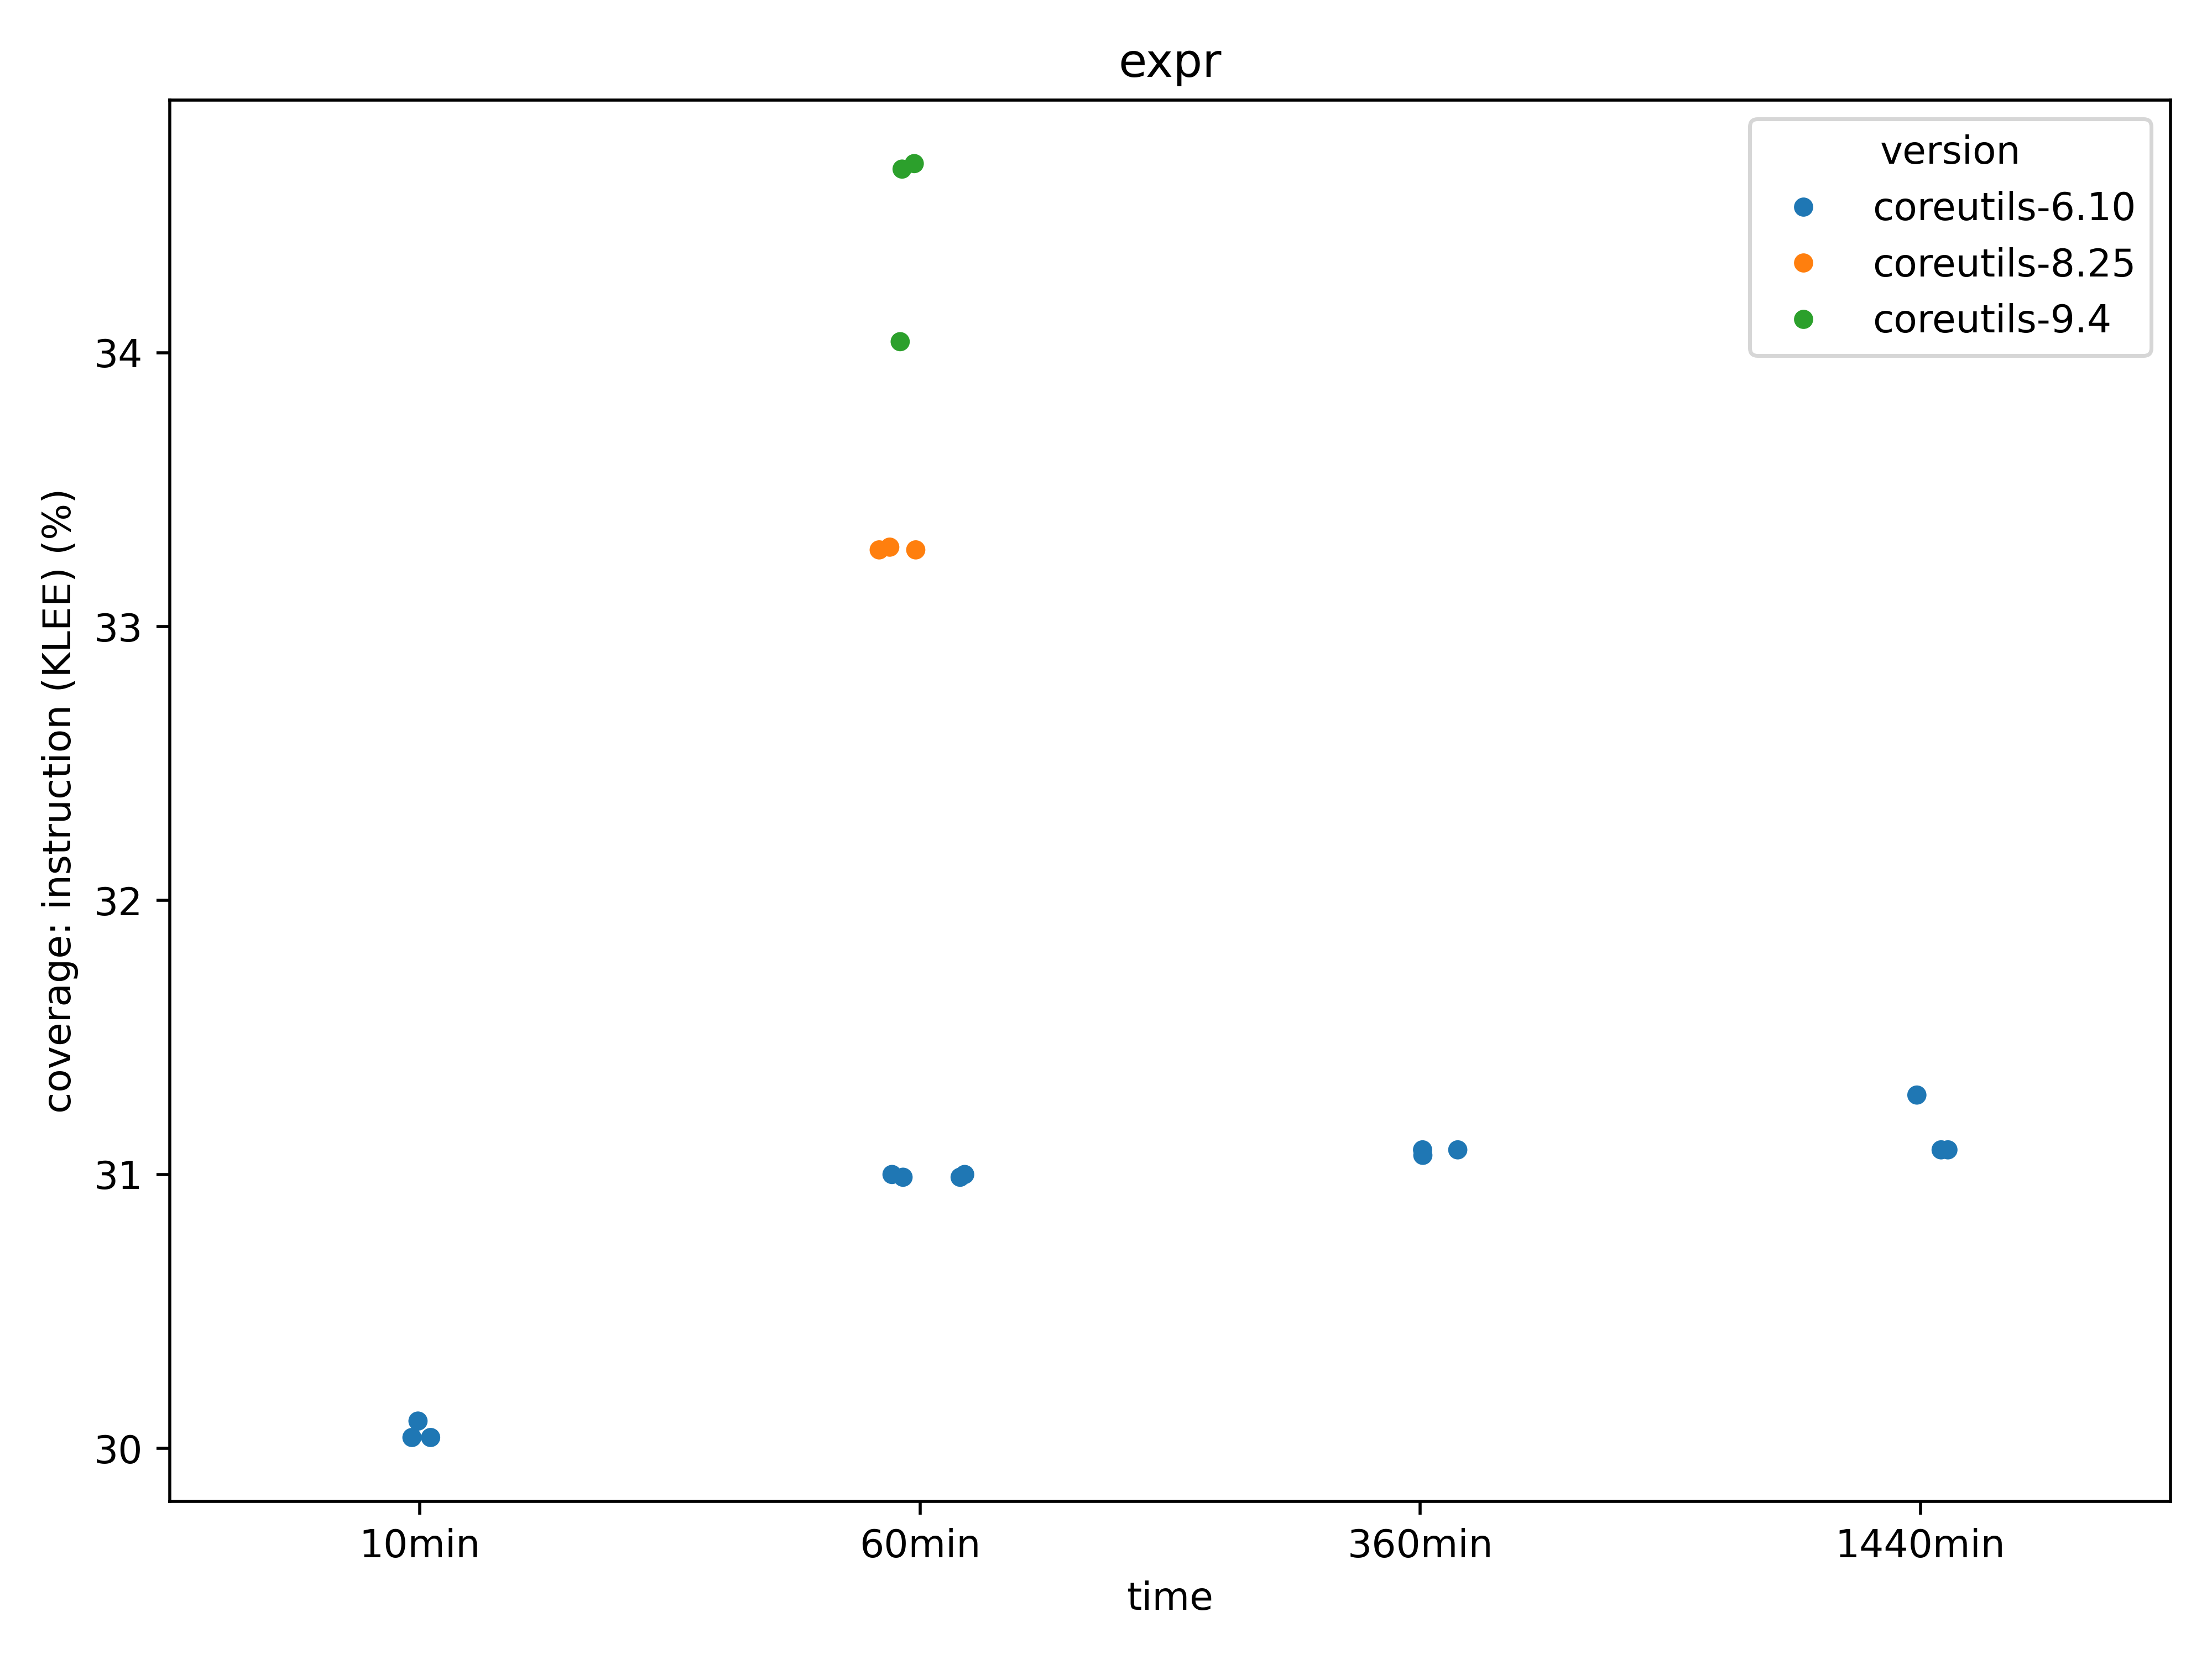 expr
version
coreutils-6.10
coreutils-8.25
coreutils-9.4
coverage: instruction (KLEE) (%)
34
33
32
31
30
10min 60min 360min 1440min
time